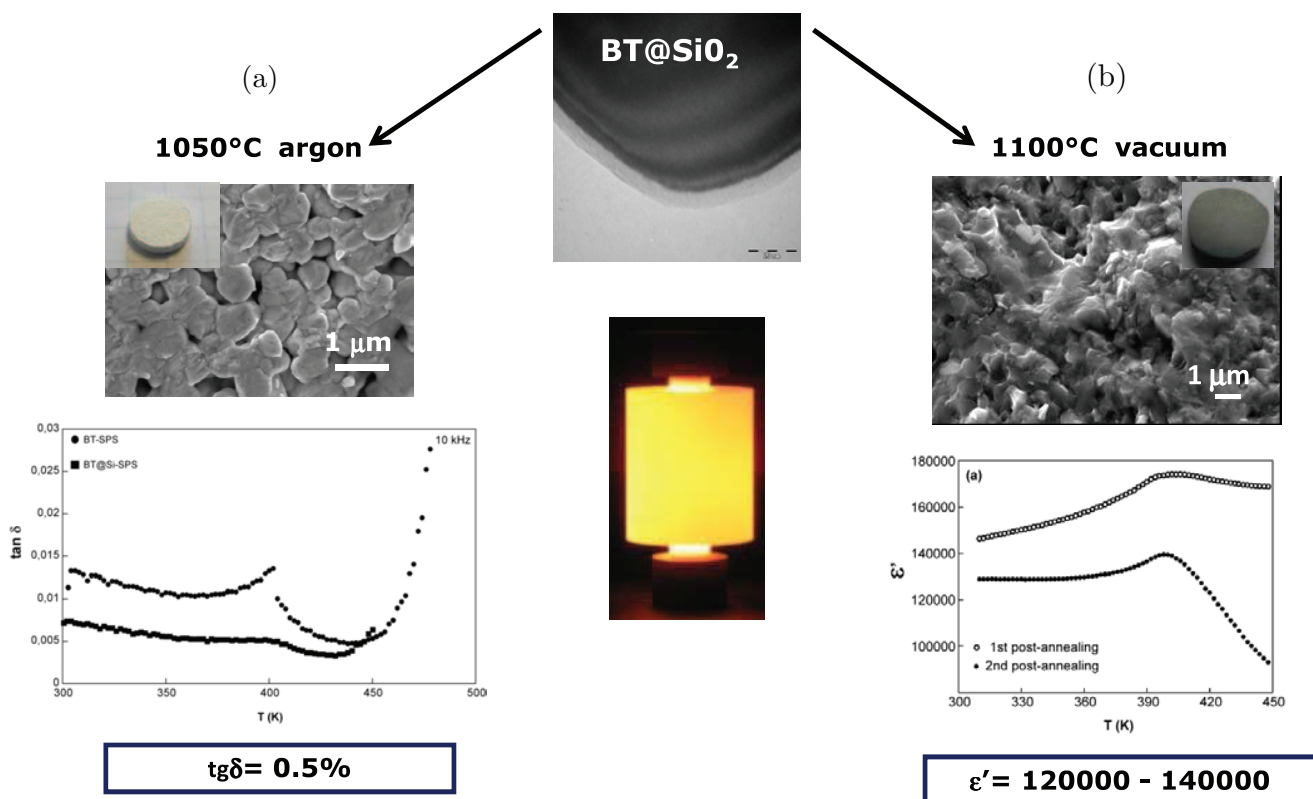 BT@SiO₂
(a)
(b)
1050°C argon
1100°C vacuum
1 μm
1 μm
0,03
0,025
0,02
0,015
0,01
0,005
0
tan δ
BT-SPS
BT@Si-SPS
10 kHz
300
350
400
450
500
T (K)
tgδ= 0.5%
180000
160000
140000
120000
100000
ε'
(a)
1st post-annealing
2nd post-annealing
300
330
360
390
420
450
T (K)
ε’= 120000 - 140000